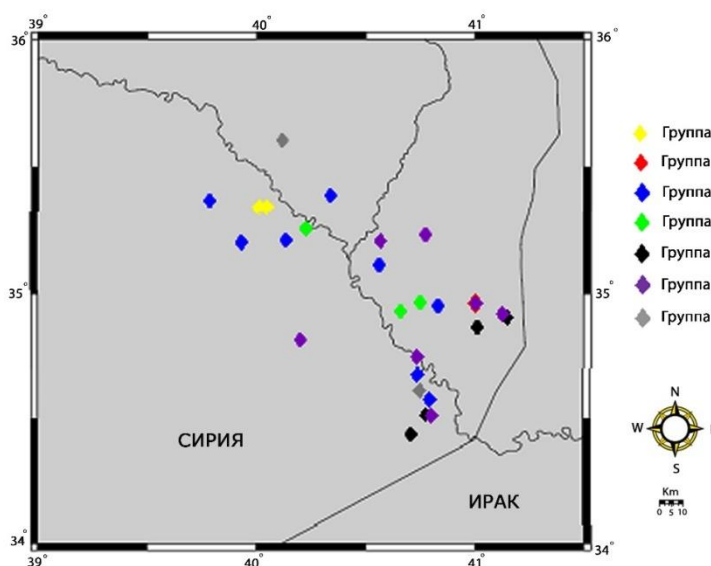 39° 40° 41°
36° 36°
Группа
Группа
Группа
Группа
Группа
Группа
Группа
35° 35°
СИРИЯ
ИРАК
N
W
S
Km
0 5 10
34° 34°
39° 40° 41°